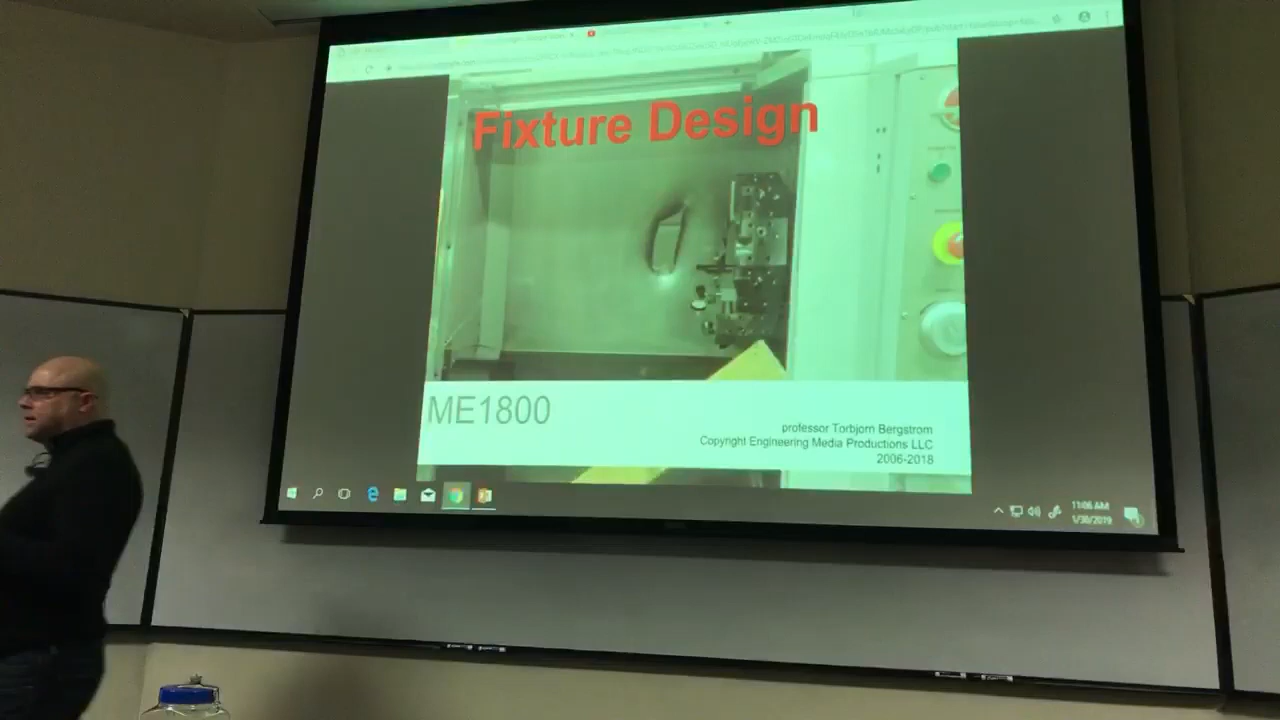 Fixture Design
ME1800
professor Torbjorn Bergstrom
Copyright Engineering Media Productions LLC
2006-2018
11:06 AM
1/30/2019